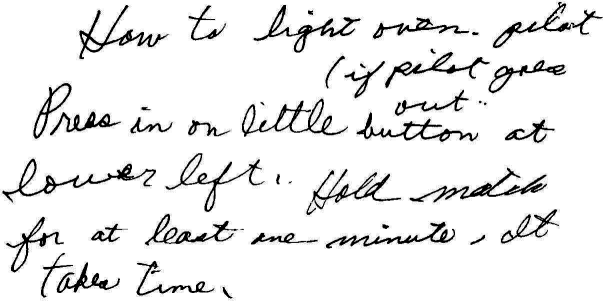 How to light oven pilot
(if pilot goes
out..
Press in on little button at
lower left.. Hold match
for at least one minute, It
takes time.